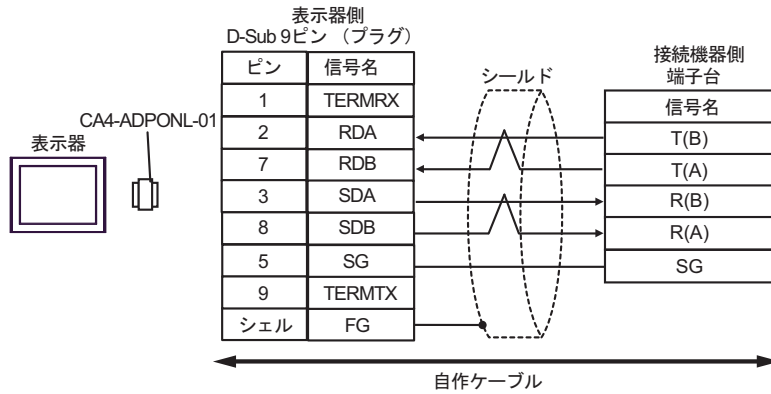 表示器側
D-Sub 9ピン （プラグ）
接続機器側
端子台
ピン 信号名
シールド
信号名
1 TERMRX
CA4-ADPONL-01
表示器
2 RDA
T(B)
7 RDB
T(A)
3 SDA
R(B)
8 SDB
R(A)
5 SG
SG
9 TERMTX
シェル FG
自作ケーブル